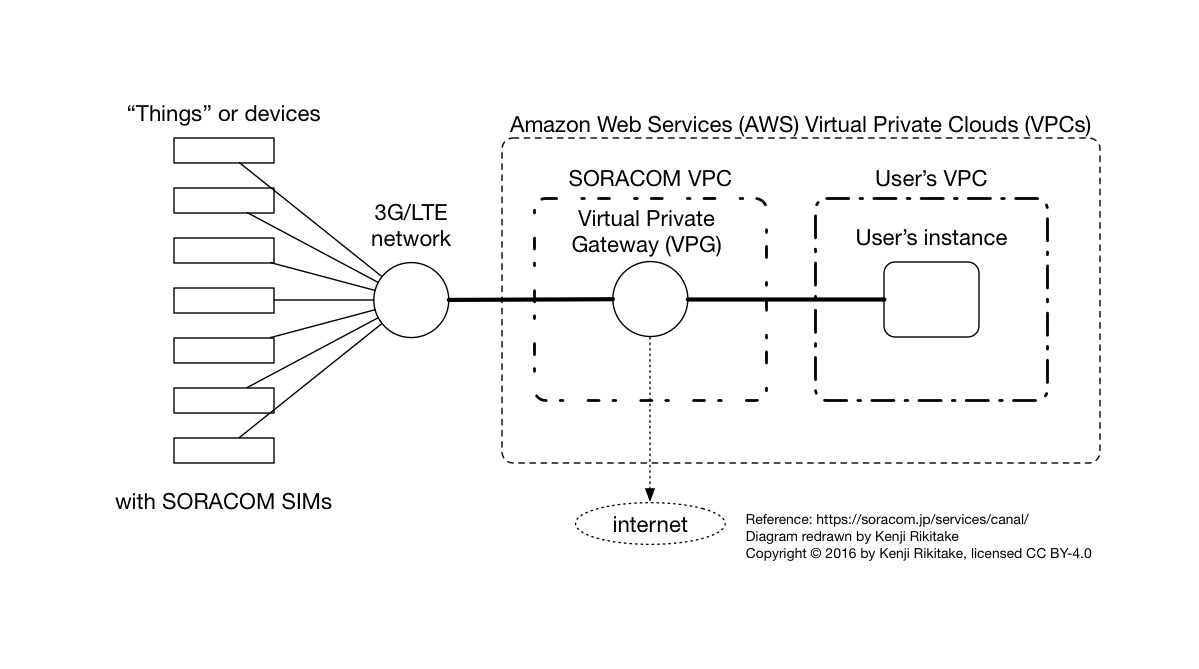 “Things” or devices
Amazon Web Services (AWS) Virtual Private Clouds (VPCs)
SORACOM VPC
User’s VPC
3G/LTE
network
Virtual Private
Gateway (VPG)
User’s instance
with SORACOM SIMs
internet
Reference: https://soracom.jp/services/canal/
Diagram redrawn by Kenji Rikitake
Copyright © 2016 by Kenji Rikitake, licensed CC BY-4.0